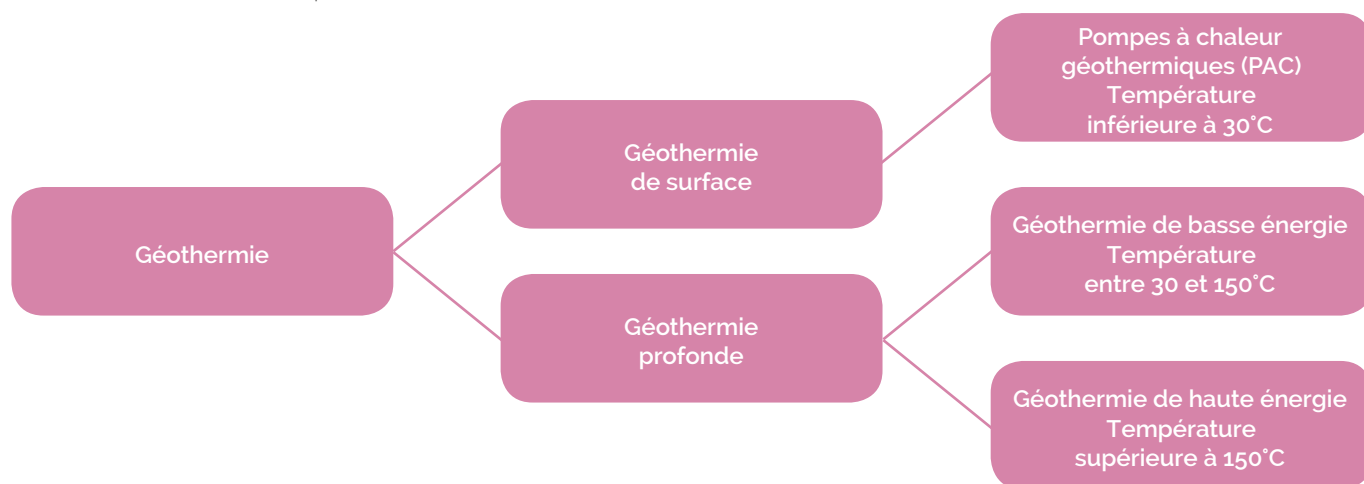 Géothermie
Géothermie
de surface
Géothermie
profonde
Pompes à chaleur
géothermiques (PAC)
Température
inférieure à 30°C
Géothermie de basse énergie
Température
entre 30 et 150°C
Géothermie de haute énergie
Température
supérieure à 150°C